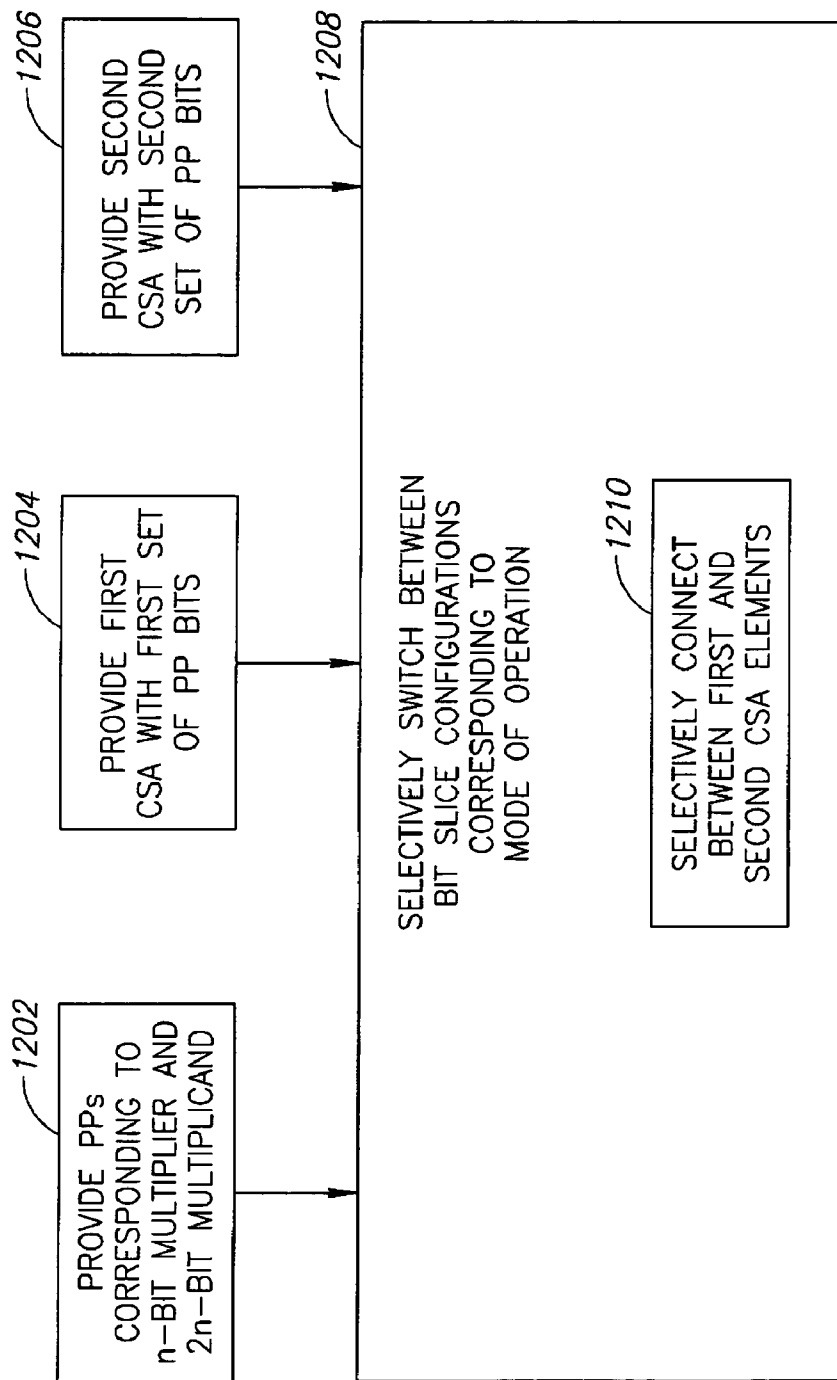 1202
PROVIDE PPs
CORRESPONDING TO
n-BIT MULTIPLIER AND
2n-BIT MULTIPLICAND
1204
PROVIDE FIRST
CSA WITH FIRST SET
OF PP BITS
1206
PROVIDE SECOND
CSA WITH SECOND
SET OF PP BITS
1208
SELECTIVELY SWITCH BETWEEN
BIT SLICE CONFIGURATIONS
CORRESPONDING TO
MODE OF OPERATION
1210
SELECTIVELY CONNECT
BETWEEN FIRST AND
SECOND CSA ELEMENTS